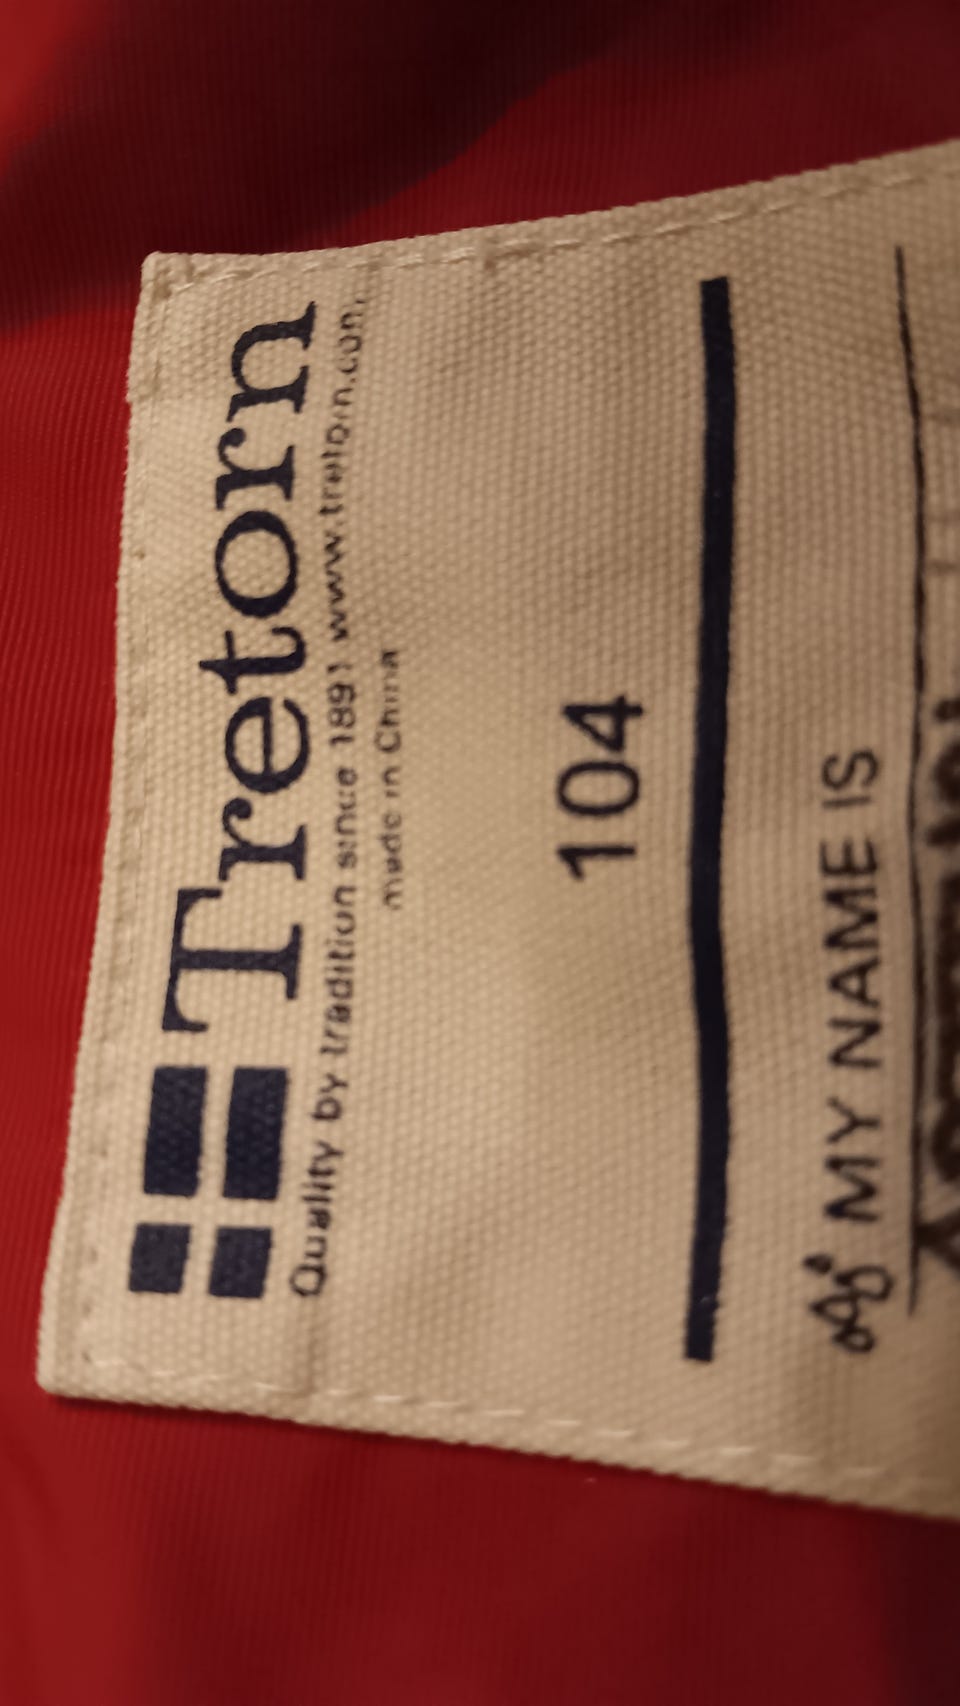 Tretorn
Quality by tradition since 1891 www.tretorn.com
made in China
104
MY NAME IS